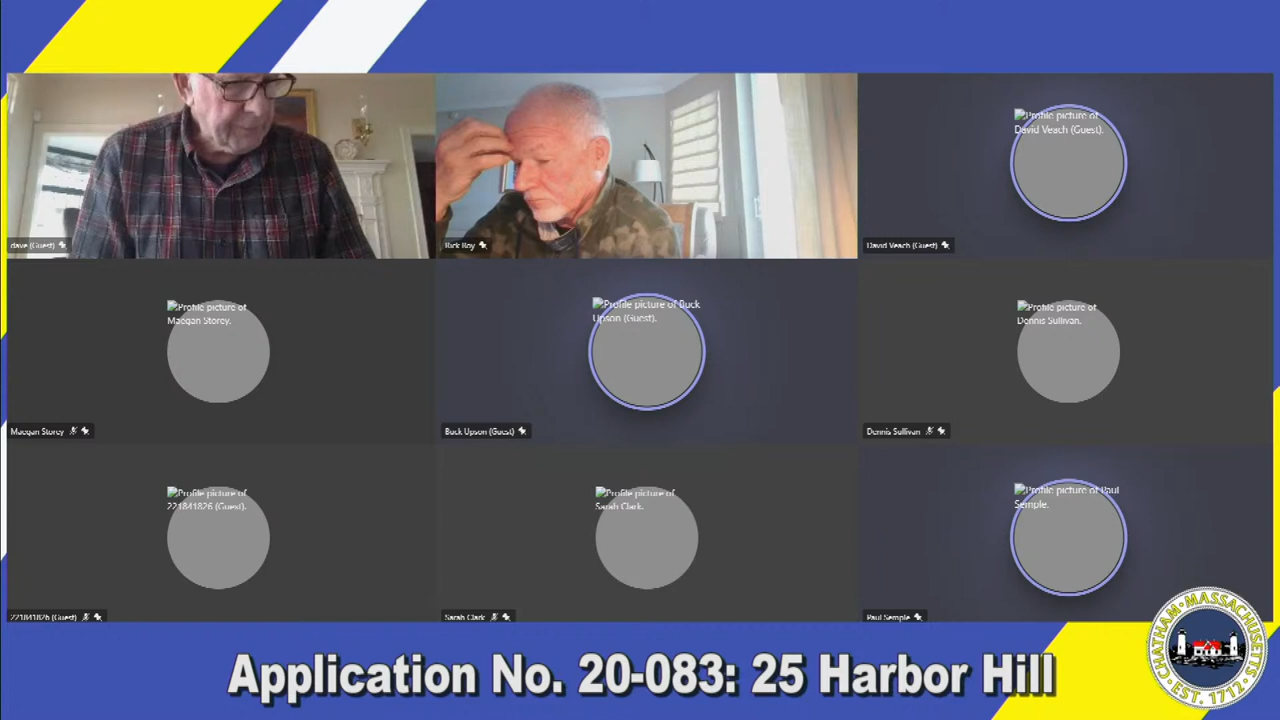 Profile picture of
David Veach (Guest).
dave (Guest)
Rick Roy
David Veach (Guest)
Profile picture of
Maegan Storey.
Profile picture of Buck
Upson (Guest).
Profile picture of
Dennis Sullivan.
Maegan Storey
Buck Upson (Guest)
Dennis Sullivan
Profile picture of
221841826 (Guest).
Profile picture of
Sarah Clark.
Profile picture of Paul
Semple.
221841826 (Guest)
Sarah Clark
Paul Semple
Application No. 20-083: 25 Harbor Hill
CHATHAM • MASSACHUSETTS
EST. 1712